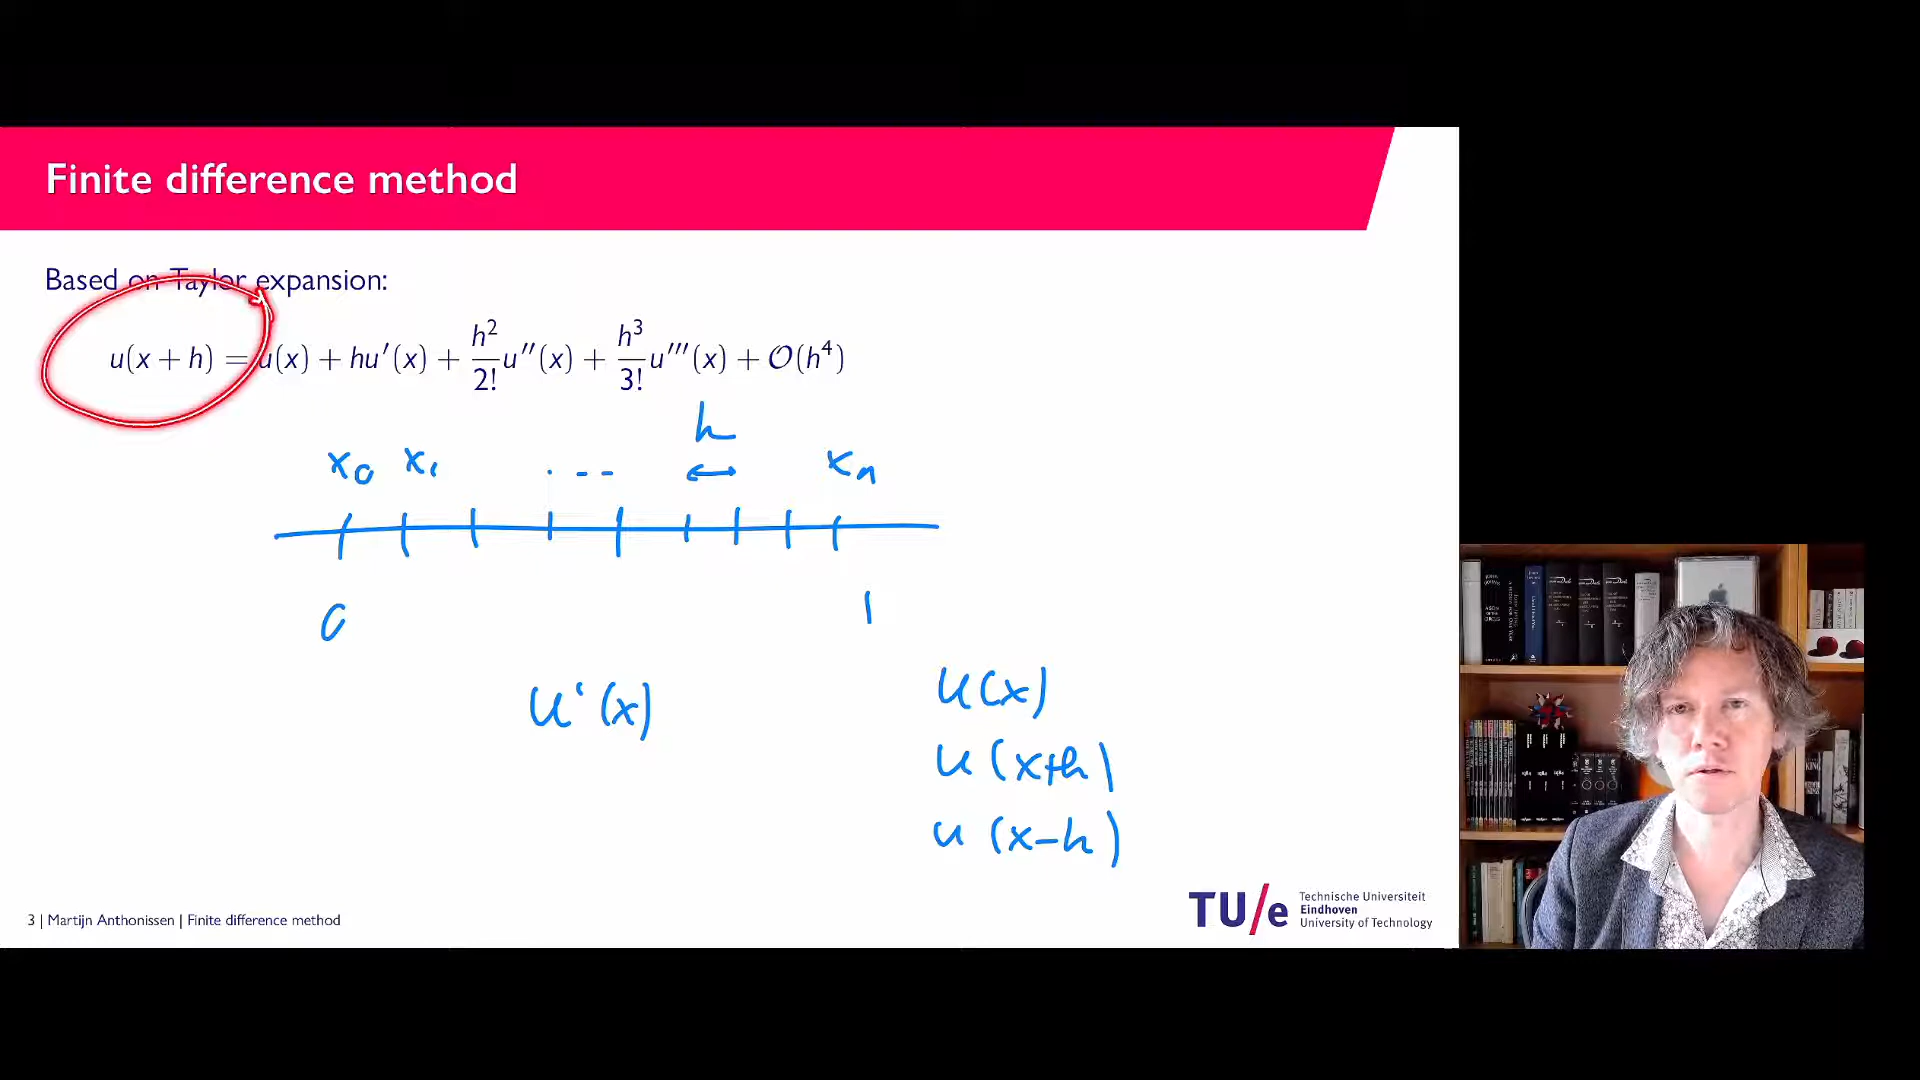 Finite difference method
Based on Taylor expansion:
u(x + h) = u(x) + hu′(x) + h²/2! u″(x) + h³/3! u‴(x) + O(h⁴)
h
x₀ x₁ . - - xₙ
0 1
u'(x)
u(x)
u(x+h)
u(x-h)
3 | Martijn Anthonissen | Finite difference method
TU/e
Technische Universiteit
Eindhoven
University of Technology